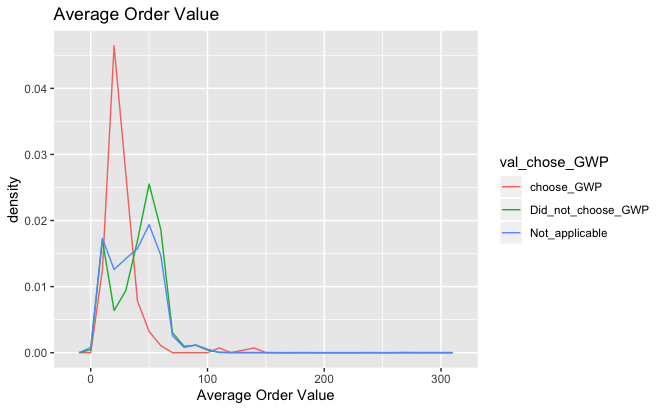 Average Order Value
0.04
0.03
0.02
0.01
0.00
density
0
100
200
300
Average Order Value
val_chose_GWP
choose_GWP
Did_not_choose_GWP
Not_applicable